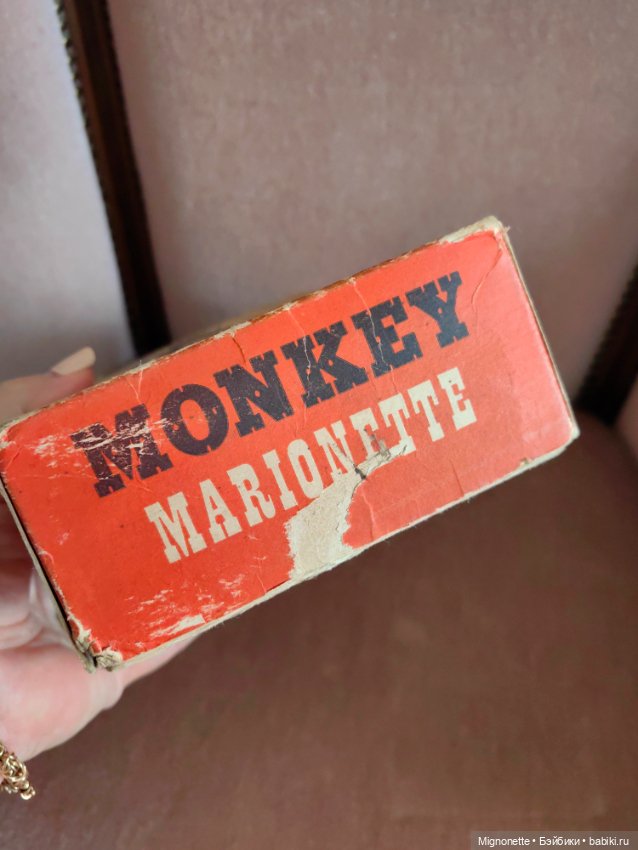 MONKEY
MARIONETTE
Mignonette • Бэйбики • babiki.ru